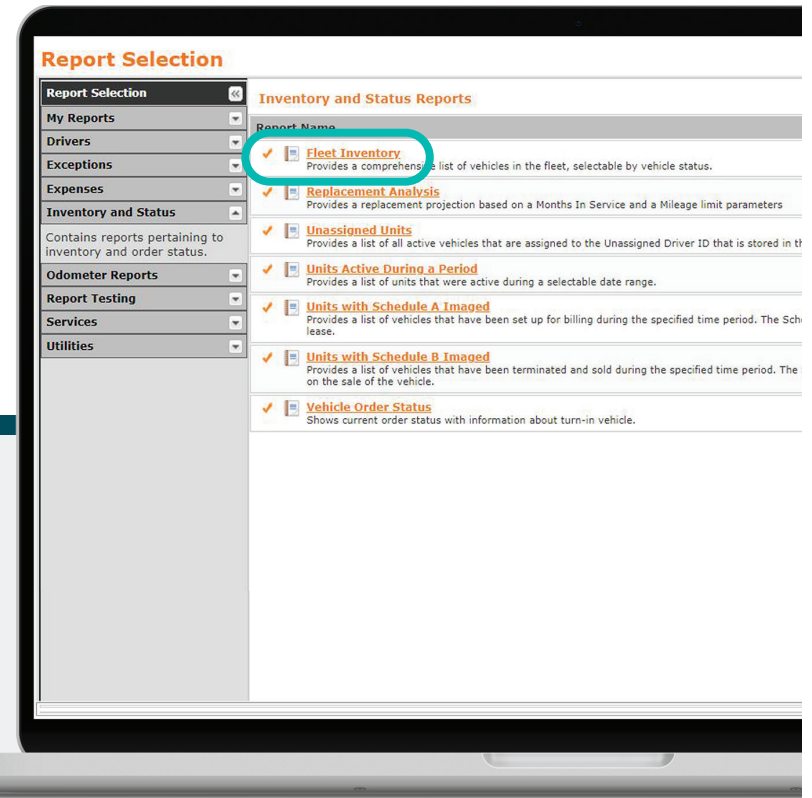 Report Selection
Report Selection
My Reports
Drivers
Exceptions
Expenses
Inventory and Status
Contains reports pertaining to
inventory and order status.
Odometer Reports
Report Testing
Services
Utilities
Inventory and Status Reports
Report Name
Fleet Inventory
Provides a comprehensive list of vehicles in the fleet, selectable by vehicle status.
Replacement Analysis
Provides a replacement projection based on a Months In Service and a Mileage limit parameters
Unassigned Units
Provides a list of all active vehicles that are assigned to the Unassigned Driver ID that is stored in th
Units Active During a Period
Provides a list of units that were active during a selectable date range.
Units with Schedule A Imaged
Provides a list of vehicles that have been set up for billing during the specified time period. The Sche
lease.
Units with Schedule B Imaged
Provides a list of vehicles that have been terminated and sold during the specified time period. The
on the sale of the vehicle.
Vehicle Order Status
Shows current order status with information about turn-in vehicle.